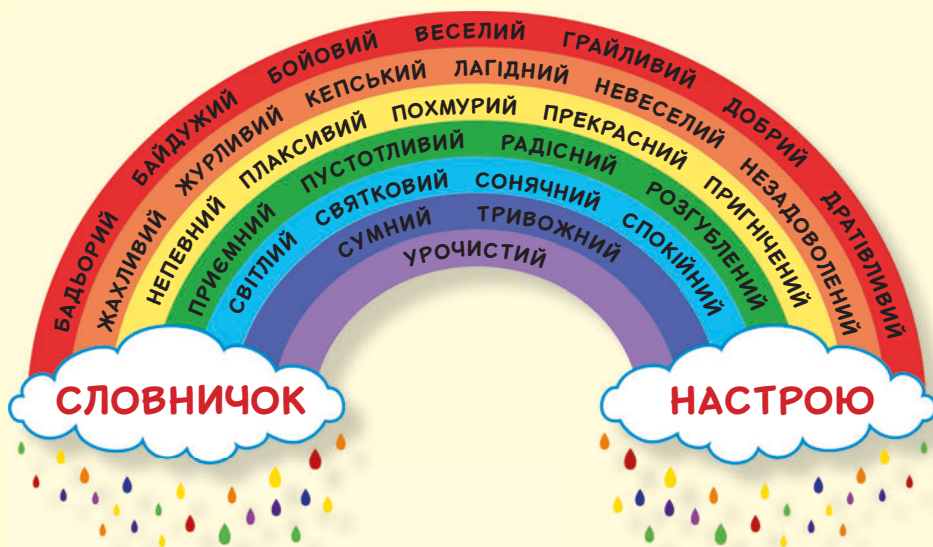 БАДЬОРИЙ БАЙДУЖИЙ БОЙОВИЙ ВЕСЕЛИЙ ГРАЙЛИВИЙ ДОБРИЙ ДРАТІВЛИВИЙ
ЖАХЛИВИЙ ЖУРЛИВИЙ КЕПСЬКИЙ ЛАГІДНИЙ НЕВЕСЕЛИЙ НЕЗАДОВОЛЕНИЙ
НЕПЕВНИЙ ПЛАКСИВИЙ ПОХМУРИЙ ПРЕКРАСНИЙ ПРИГНІЧЕНИЙ
ПРИЄМНИЙ ПУСТОТЛИВИЙ РАДІСНИЙ РОЗГУБЛЕНИЙ
СВІТЛИЙ СВЯТКОВИЙ СОНЯЧНИЙ СПОКІЙНИЙ
СУМНИЙ ТРИВОЖНИЙ
УРОЧИСТИЙ
СЛОВНИЧОК НАСТРОЮ